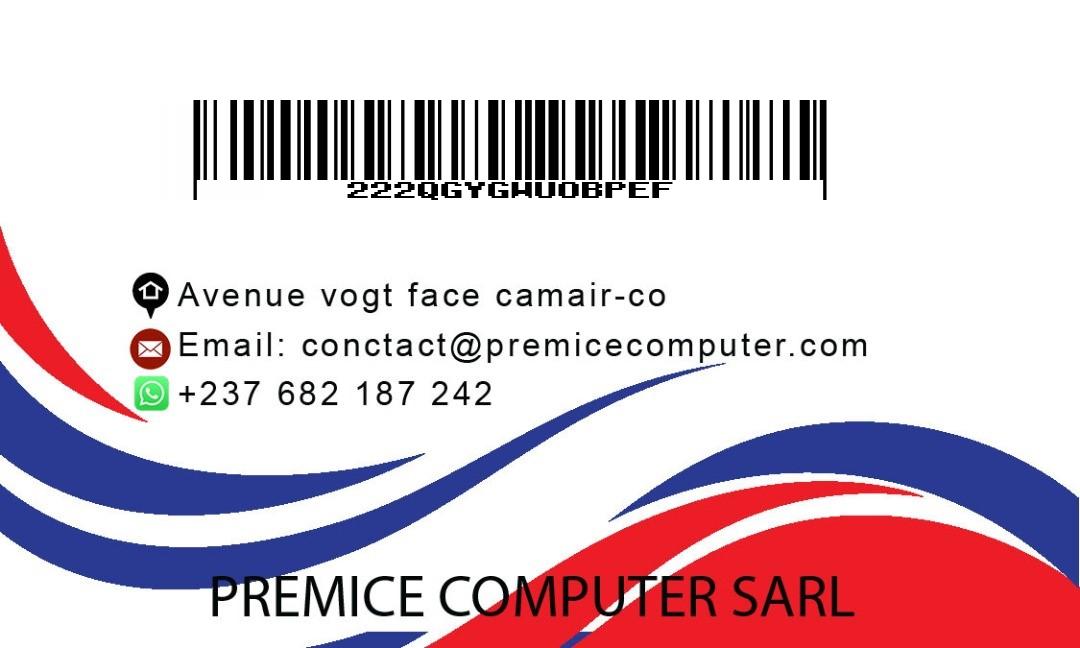 222QGYGWUOBPEF
Avenue vogt face camair-co
Email: conctact@premicecomputer.com
+237 682 187 242
PREMICE COMPUTER SARL